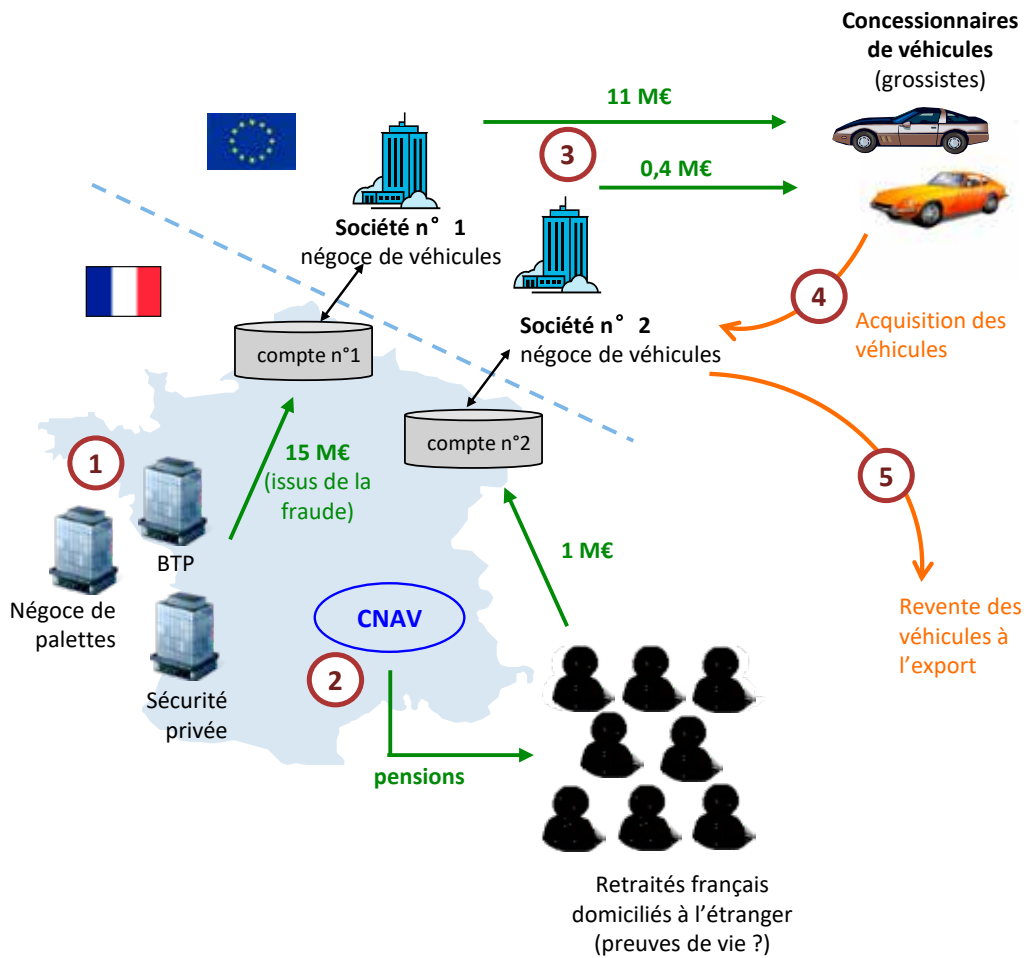 Concessionnaires
de véhicules
(grossistes)
11 M€
3
0,4 M€
Société n° 1
négoce de véhicules
4
Acquisition des
véhicules
Société n° 2
négoce de véhicules
compte n°1
compte n°2
1
15 M€
(issus de la
fraude)
5
BTP
1 M€
Négoce de
palettes
CNAV
Revente des
véhicules à
l’export
2
Sécurité
privée
pensions
Retraités français
domiciliés à l’étranger
(preuves de vie ?)